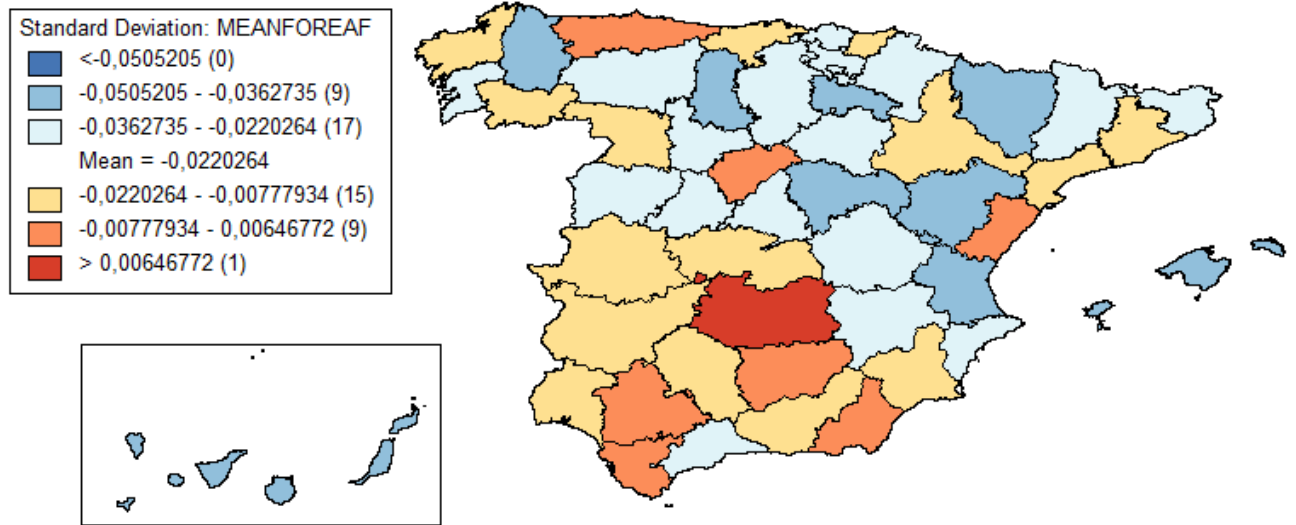 Standard Deviation: MEANFOREAF
<-0,0505205 (0)
-0,0505205 - -0,0362735 (9)
-0,0362735 - -0,0220264 (17)
Mean = -0,0220264
-0,0220264 - -0,00777934 (15)
-0,00777934 - 0,00646772 (9)
> 0,00646772 (1)